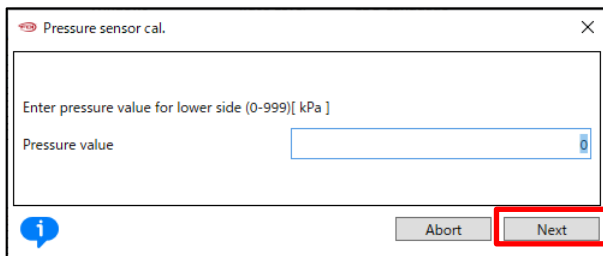 Pressure sensor cal.
Enter pressure value for lower side (0-999)[ kPa ]
Pressure value
0
Abort
Next